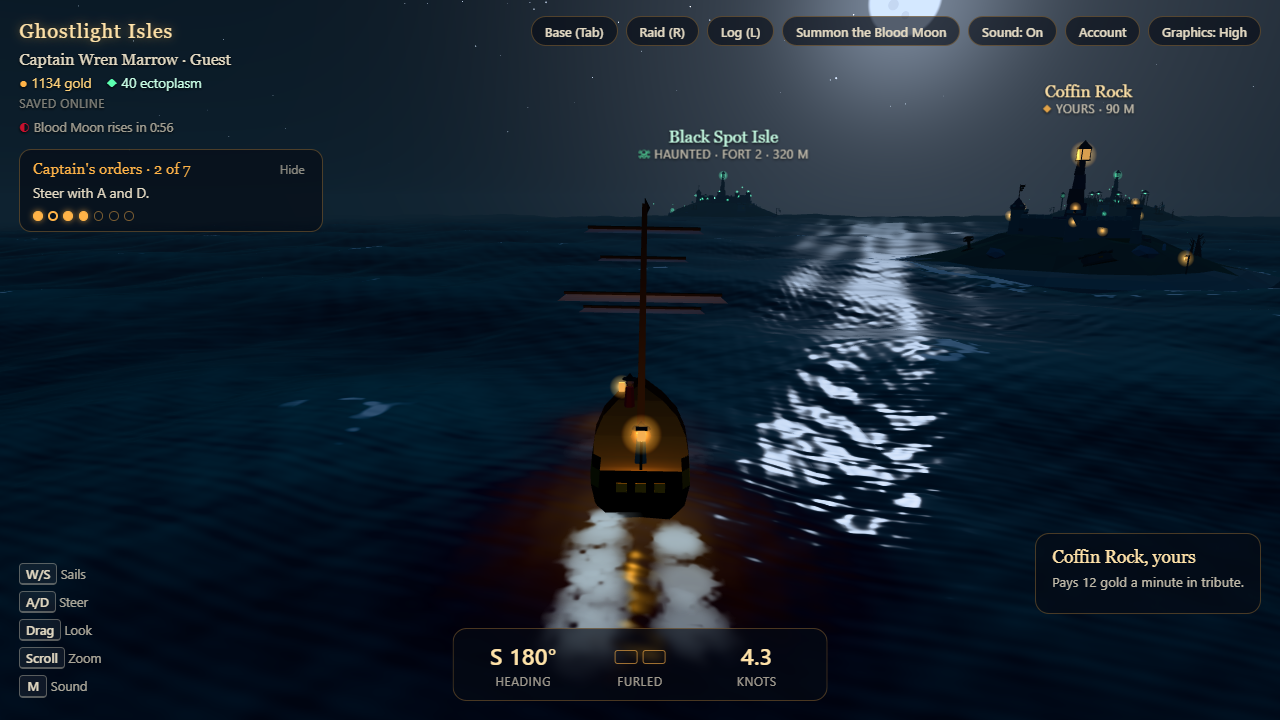 Ghostlight Isles
Captain Wren Marrow · Guest
1134 gold 40 ectoplasm
SAVED ONLINE
Blood Moon rises in 0:56
Captain's orders · 2 of 7 Hide
Steer with A and D.
Base (Tab) Raid (R) Log (L) Summon the Blood Moon Sound: On Account Graphics: High
Coffin Rock
YOURS · 90 M
Black Spot Isle
HAUNTED · FORT 2 · 320 M
W/S Sails
A/D Steer
Drag Look
Scroll Zoom
M Sound
S 180° 4.3
HEADING FURLED KNOTS
Coffin Rock, yours
Pays 12 gold a minute in tribute.